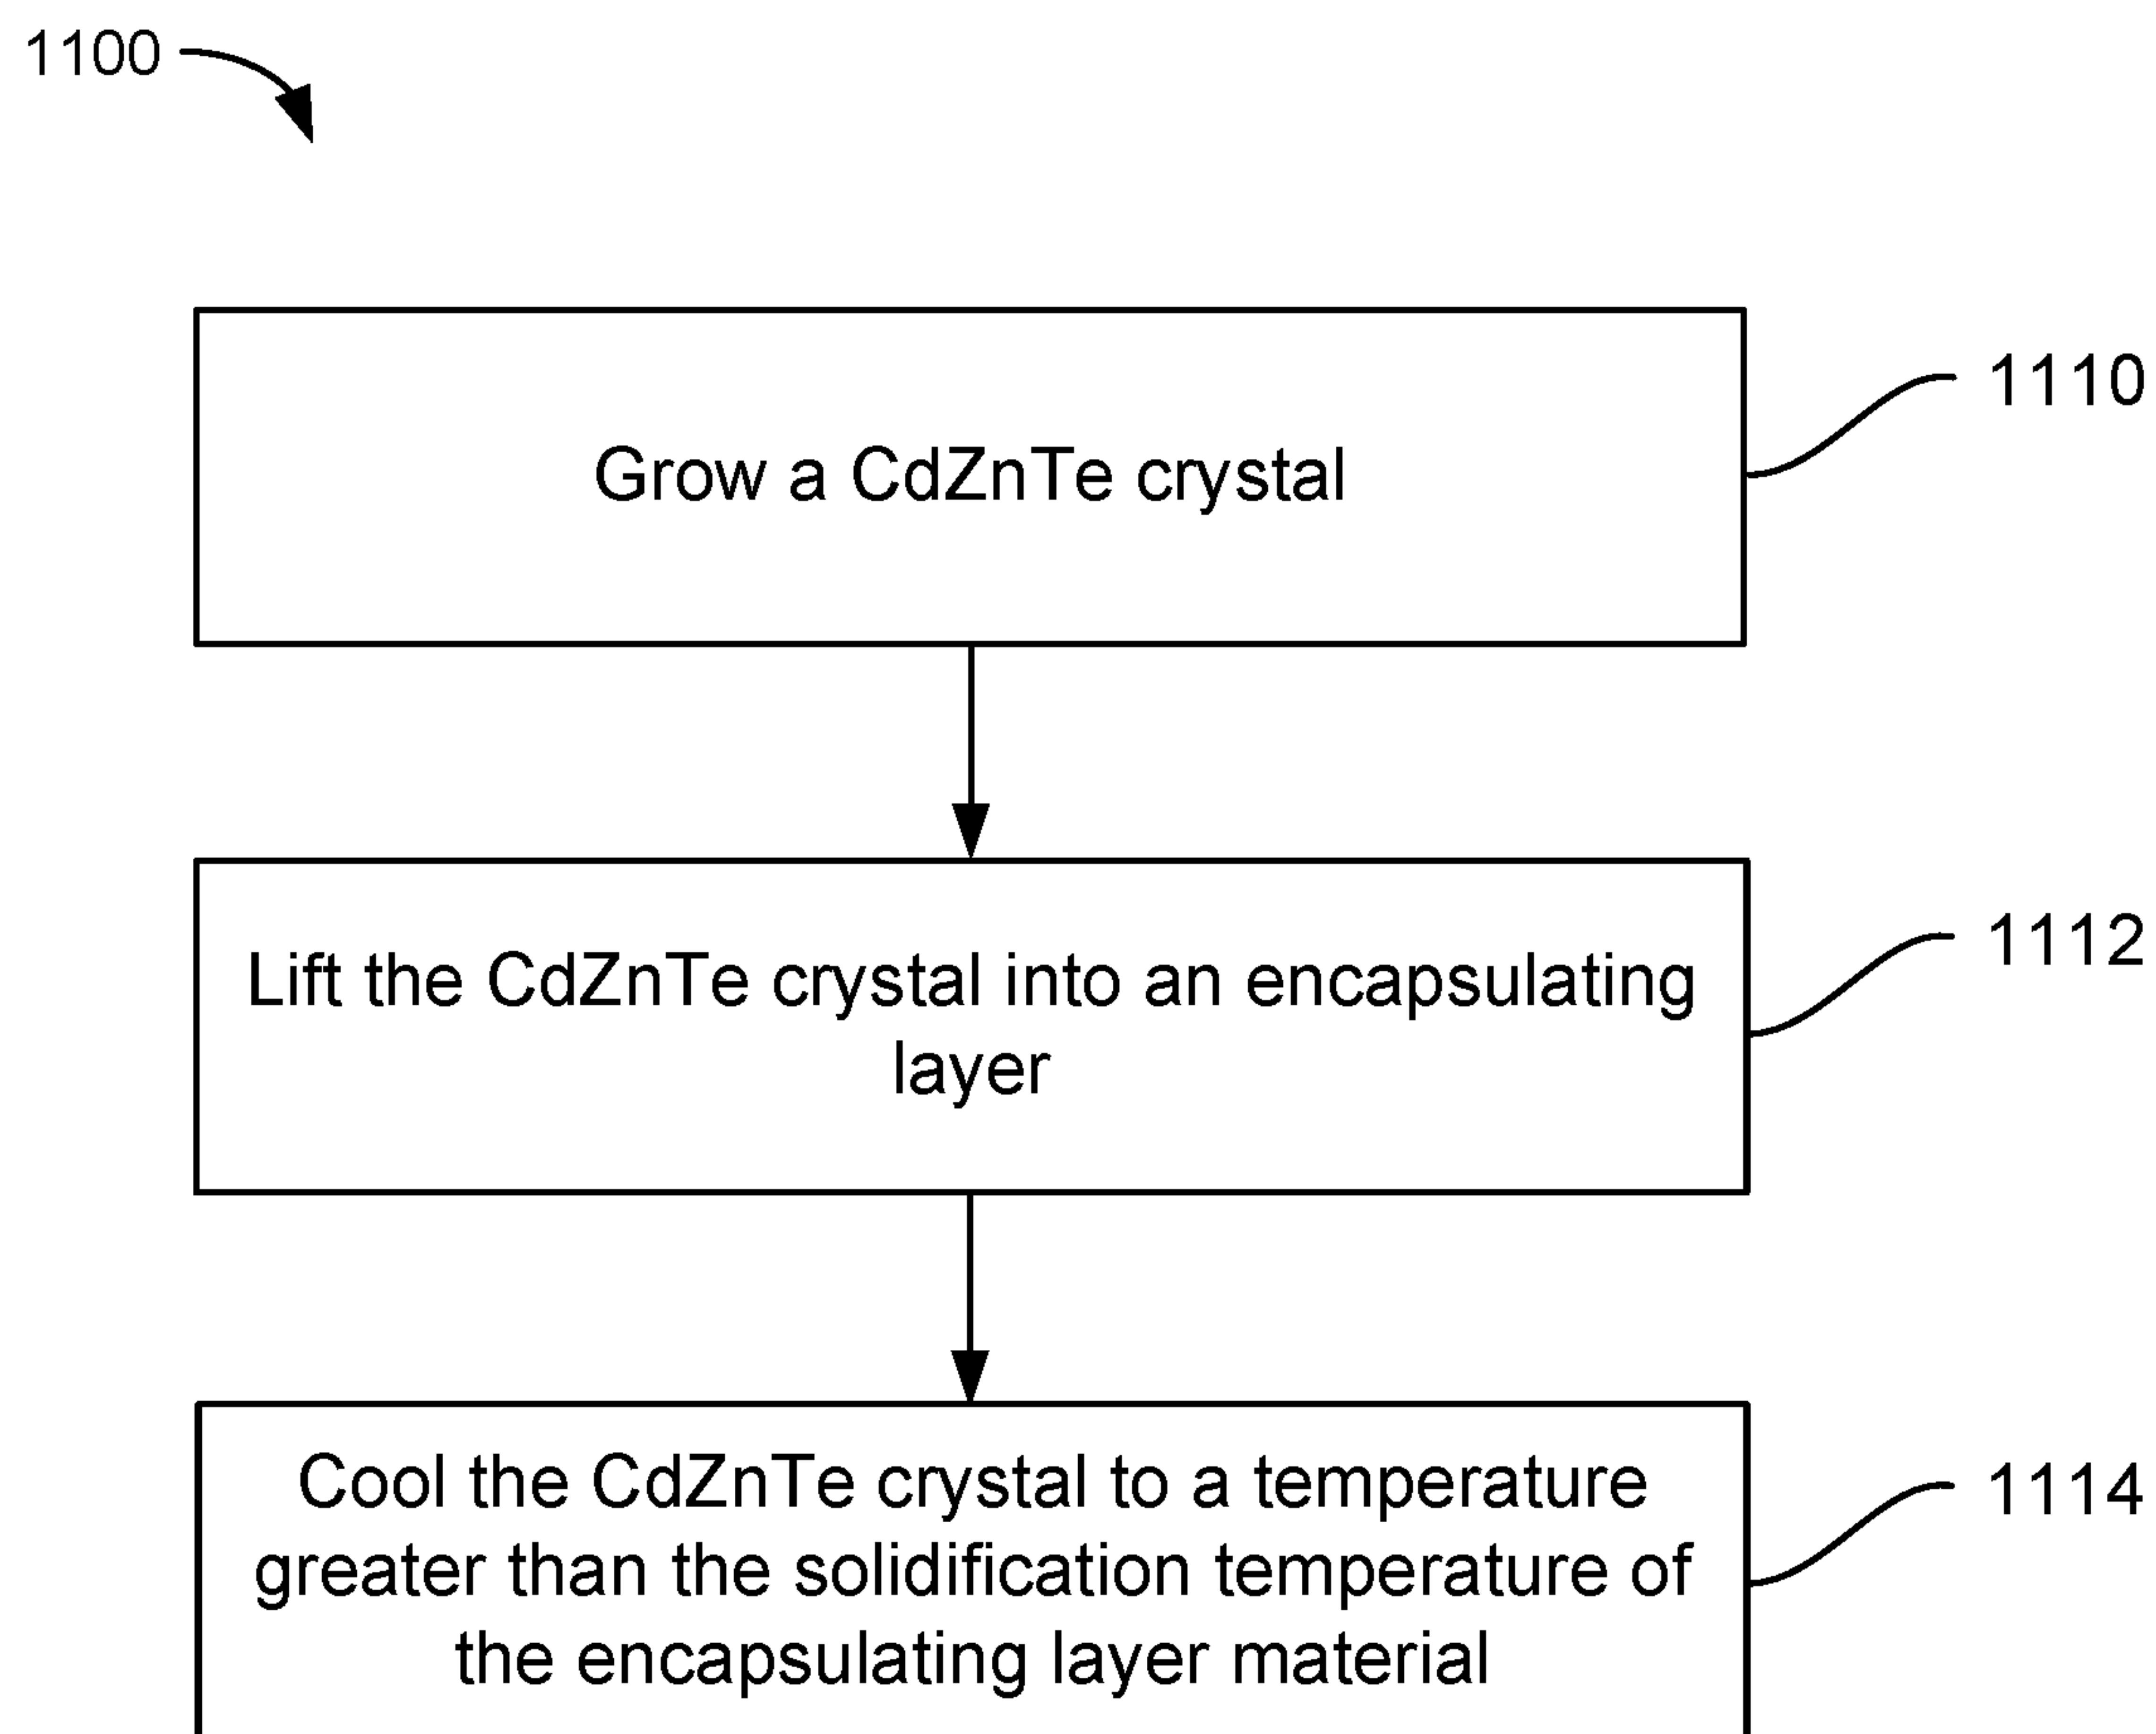 1100
Grow a CdZnTe crystal
1110
Lift the CdZnTe crystal into an encapsulating
layer
1112
Cool the CdZnTe crystal to a temperature
greater than the solidification temperature of
the encapsulating layer material
1114